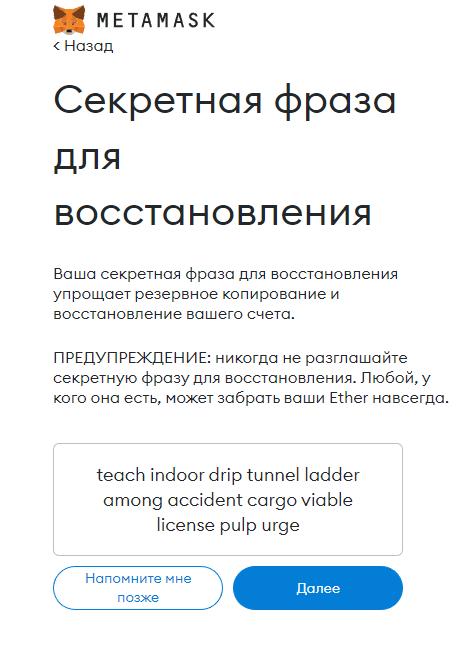 METAMASK
< Назад
Секретная фраза
для
восстановления
Ваша секретная фраза для восстановления
упрощает резервное копирование и
восстановление вашего счета.
ПРЕДУПРЕЖДЕНИЕ: никогда не разглашайте
секретную фразу для восстановления. Любой, у
кого она есть, может забрать ваши Ether навсегда.
teach indoor drip tunnel ladder
among accident cargo viable
license pulp urge
Напомните мне
позже
Далее